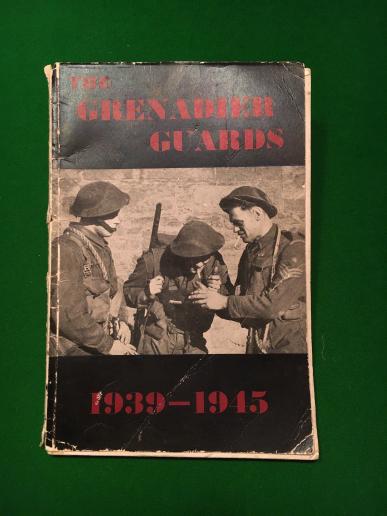 THE
GRENADIER
GUARDS
1939—1945